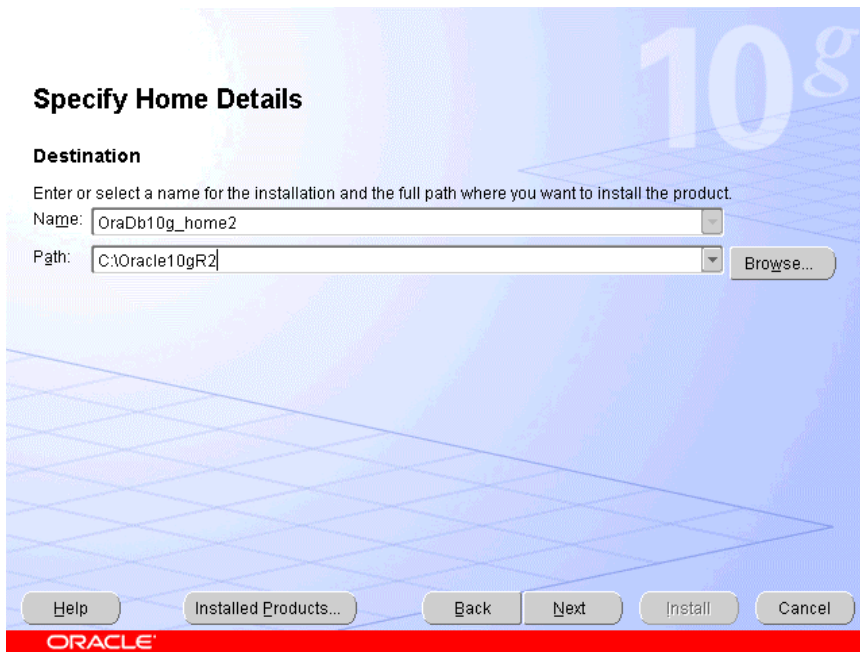 10g
Specify Home Details
Destination
Enter or select a name for the installation and the full path where you want to install the product.
Name: OraDb10g_home2
Path: C:\Oracle10gR2 Browse...
Help Installed Products... Back Next Install Cancel
ORACLE